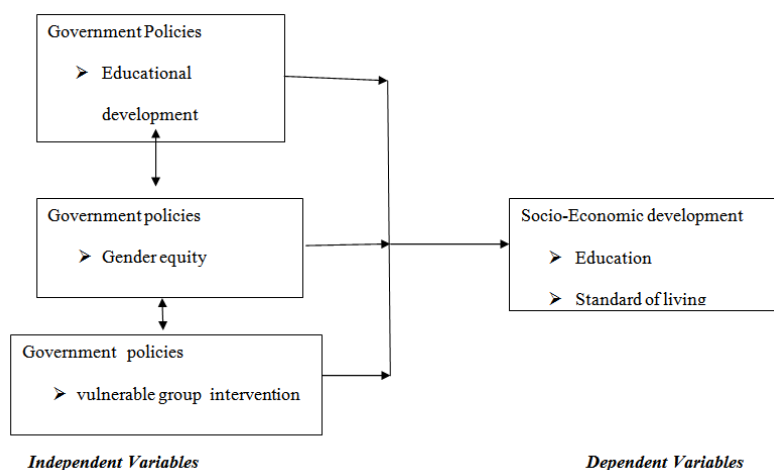 Government Policies
➤ Educational
development
Government policies
➤ Gender equity
Government policies
➤ vulnerable group intervention
Socio-Economic development
➤ Education
➤ Standard of living
Independent Variables
Dependent Variables